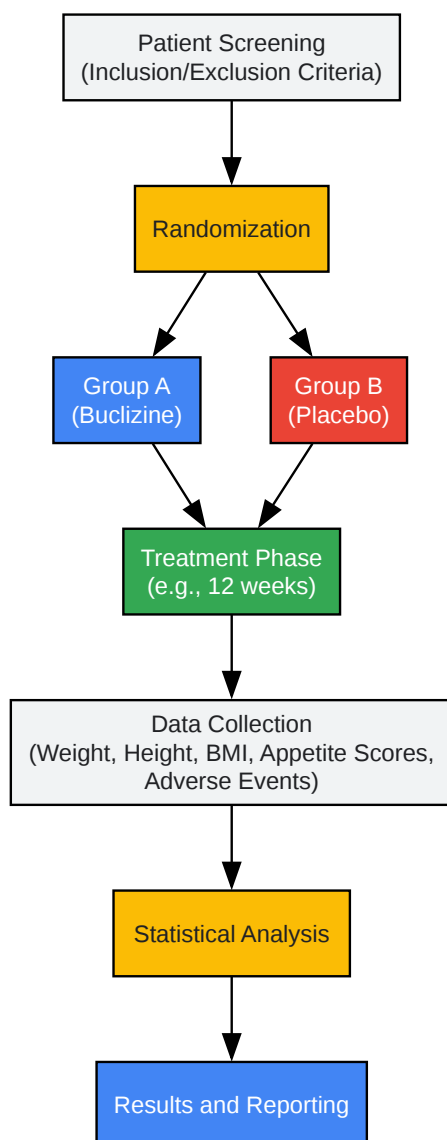 Patient Screening
(Inclusion/Exclusion Criteria)
Randomization
Group A
(Buclizine)
Group B
(Placebo)
Treatment Phase
(e.g., 12 weeks)
Data Collection
(Weight, Height, BMI, Appetite Scores,
Adverse Events)
Statistical Analysis
Results and Reporting